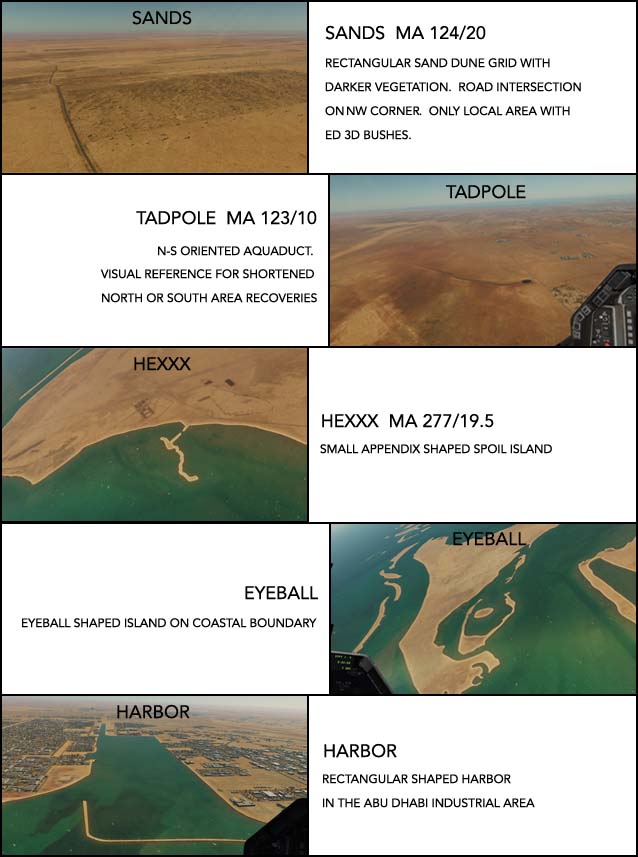 SANDS
SANDS MA 124/20
RECTANGULAR SAND DUNE GRID WITH
DARKER VEGETATION. ROAD INTERSECTION
ON NW CORNER. ONLY LOCAL AREA WITH
ED 3D BUSHES.
TADPOLE MA 123/10
N-S ORIENTED AQUADUCT.
VISUAL REFERENCE FOR SHORTENED
NORTH OR SOUTH AREA RECOVERIES
TADPOLE
HEXXX
HEXXX MA 277/19.5
SMALL APPENDIX SHAPED SPOIL ISLAND
EYEBALL
EYEBALL SHAPED ISLAND ON COASTAL BOUNDARY
EYEBALL
HARBOR
HARBOR
RECTANGULAR SHAPED HARBOR
IN THE ABU DHABI INDUSTRIAL AREA